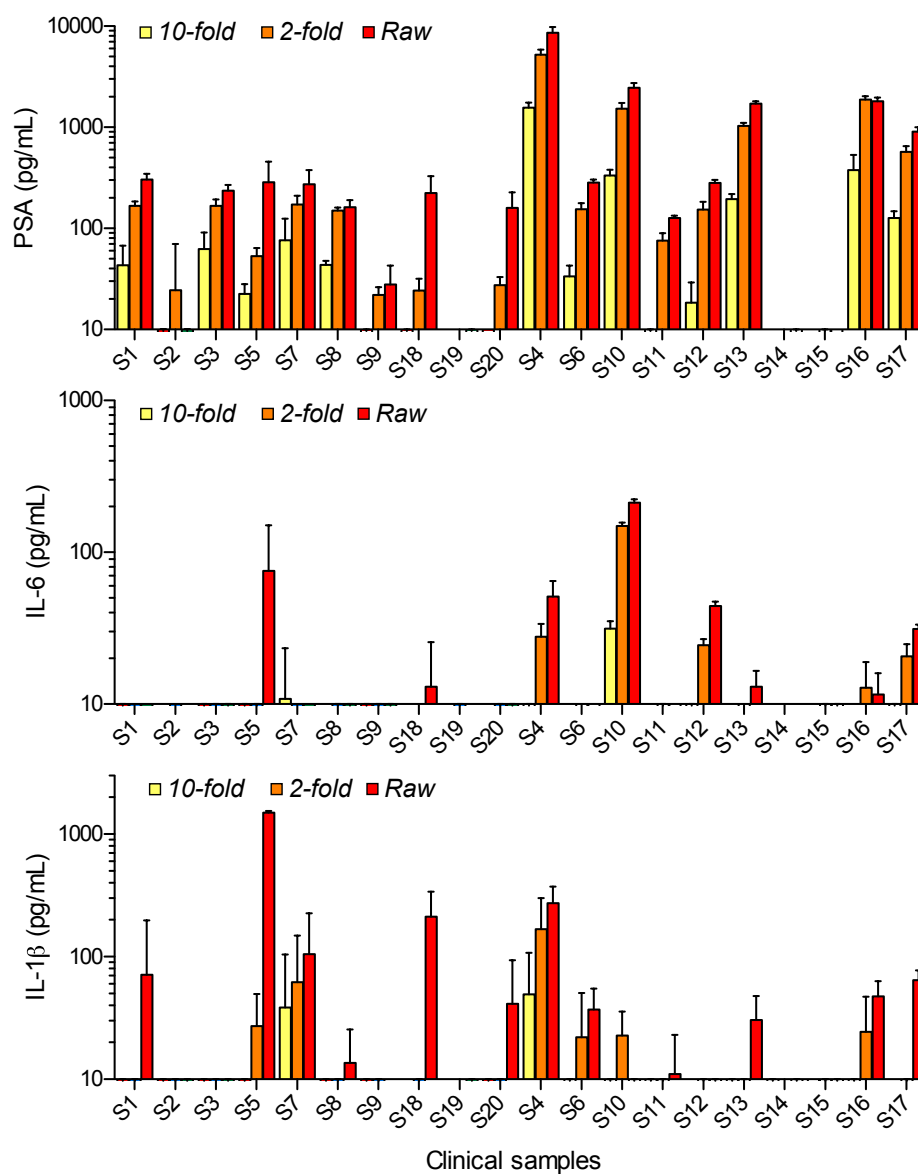 10-fold 2-fold Raw
PSA (pg/mL)
10000
1000
100
10
S1 S2 S3 S5 S7 S8 S9 S18 S19 S20 S4 S6 S10 S11 S12 S13 S14 S15 S16 S17
10-fold 2-fold Raw
IL-6 (pg/mL)
1000
100
10
S1 S2 S3 S5 S7 S8 S9 S18 S19 S20 S4 S6 S10 S11 S12 S13 S14 S15 S16 S17
10-fold 2-fold Raw
IL-1β (pg/mL)
1000
100
10
S1 S2 S3 S5 S7 S8 S9 S18 S19 S20 S4 S6 S10 S11 S12 S13 S14 S15 S16 S17
Clinical samples